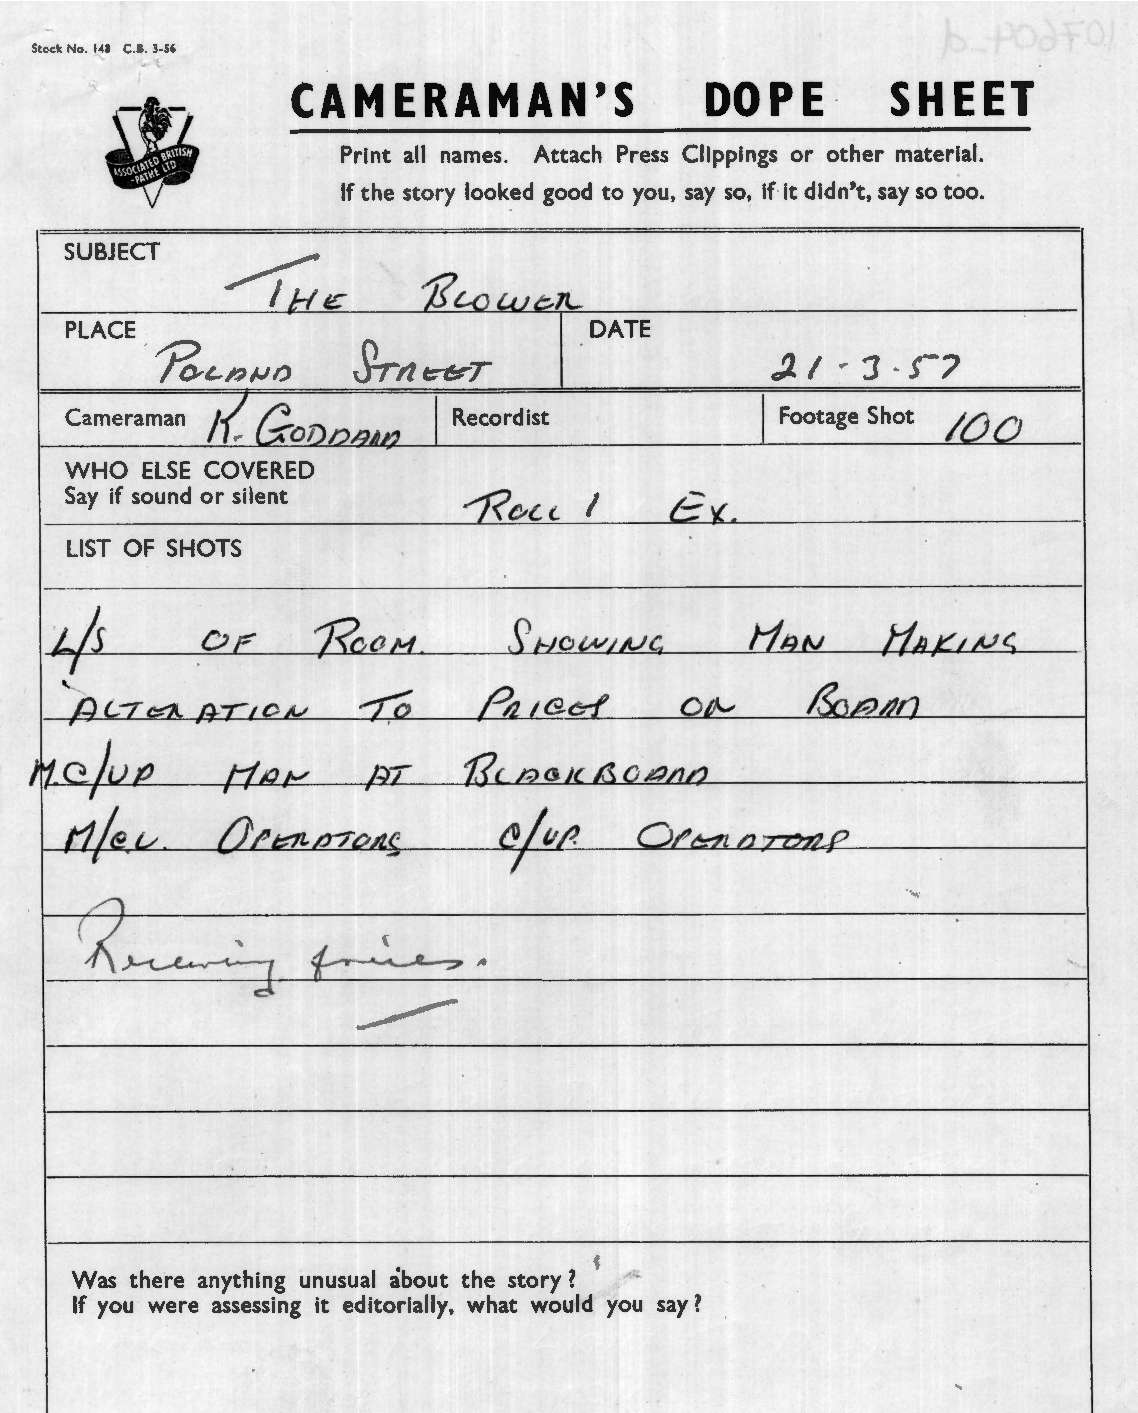 Stock No. 148 C.B. 3-56
107604_d
CAMERAMAN'S DOPE SHEET
ASSOCIATED BRITISH
-PATHE LTD
Print all names. Attach Press Clippings or other material.
If the story looked good to you, say so, if it didn't, say so too.
SUBJECT
THE BLOWER
PLACE
DATE
POLAND STREET
21-3-57
Cameraman K. GODDARD Recordist Footage Shot 100
WHO ELSE COVERED
Say if sound or silent
ROLL 1 EX.
LIST OF SHOTS
L/S OF ROOM. SHOWING MAN MAKING
ALTERATION TO PRICES ON BOARD
M.C/UP MAN AT BLACKBOARD
M/C.U. OPERATORS C/UP. OPERATORS
Receiving prices.
Was there anything unusual about the story?
If you were assessing it editorially, what would you say?